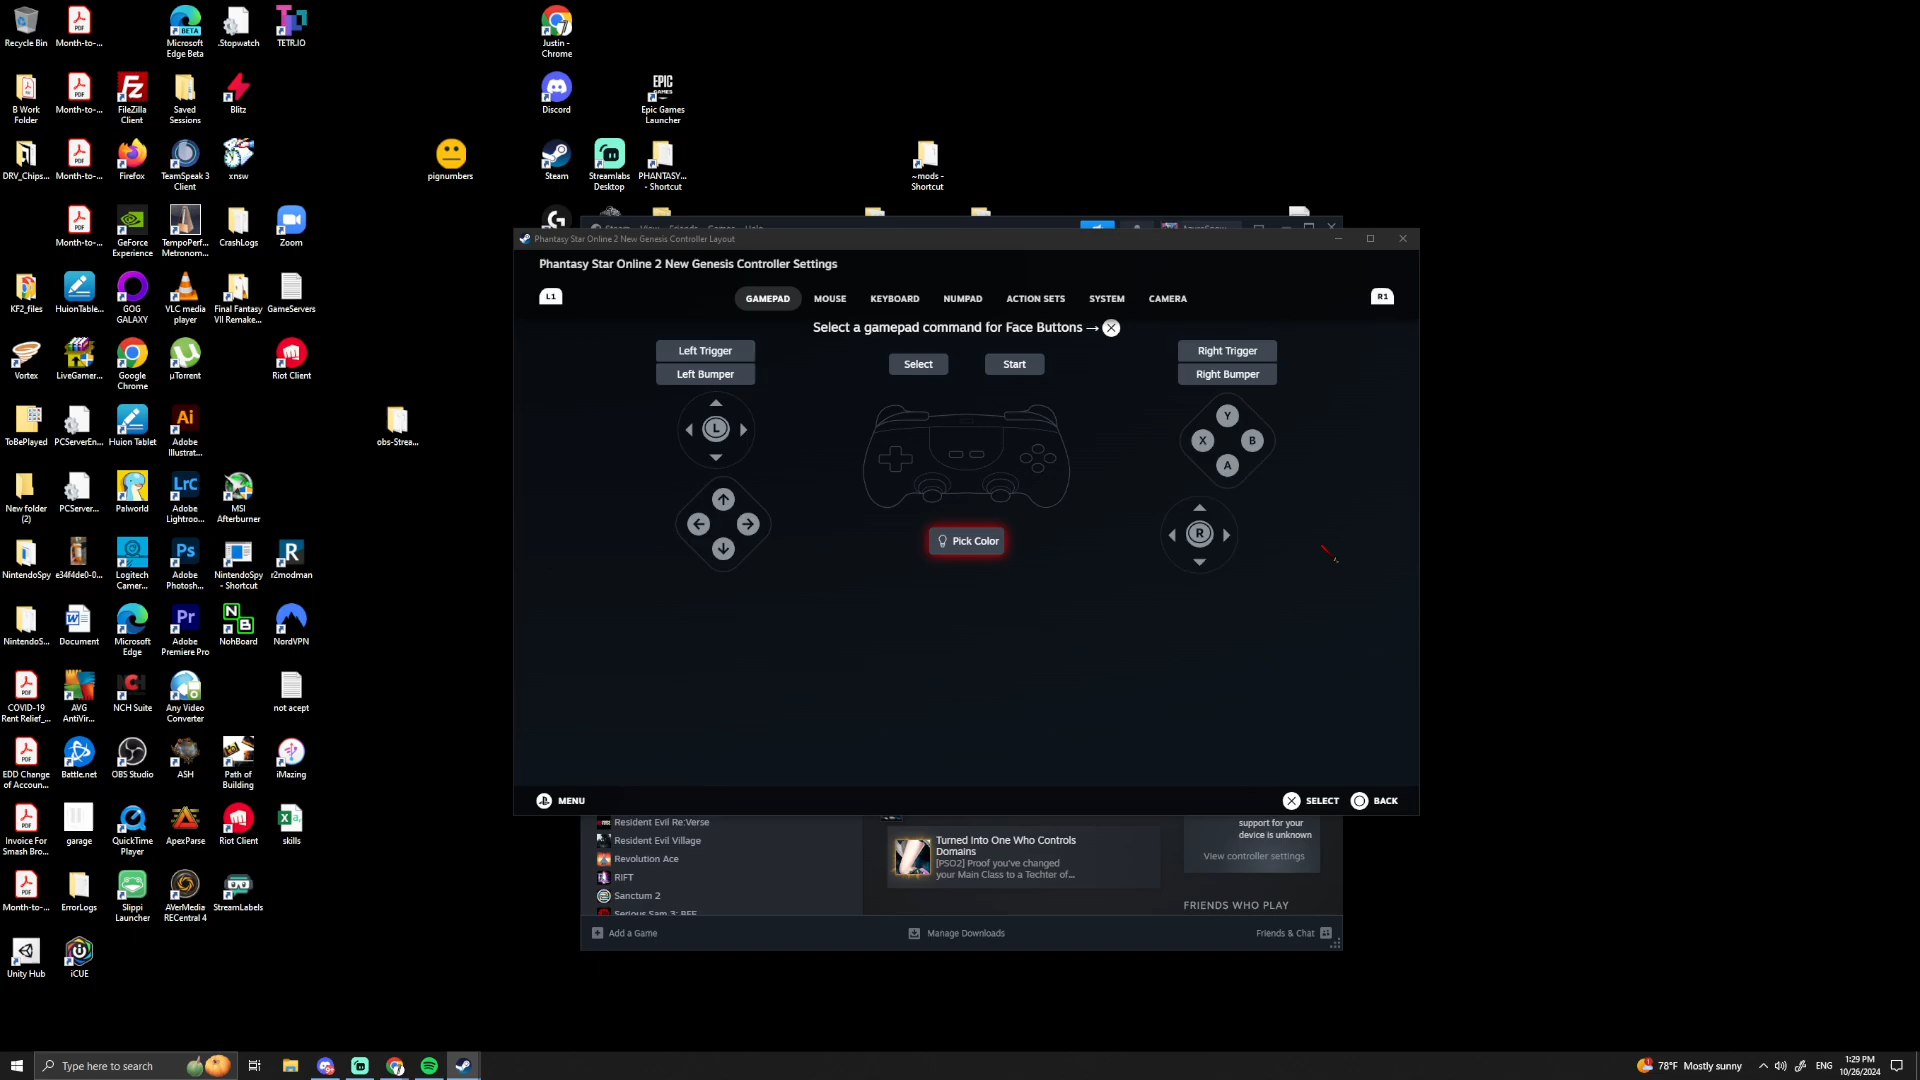 Recycle Bin
Month-to-...
Microsoft
Edge Beta
.Stopwatch
TETR.IO
Justin -
Chrome
B Work
Folder
Month-to-...
FileZilla
Client
Saved
Sessions
Blitz
Discord
EPIC
GAMES
Epic Games
Launcher
DRV_Chips...
Month-to-...
Firefox
TeamSpeak 3
Client
xnsw
pignumbers
Steam
Streamlabs
Desktop
PHANTASY...
- Shortcut
~mods -
Shortcut
Month-to-...
GeForce
Experience
TempoPerf...
Metronom...
CrashLogs
Zoom
KF2_files
HuionTable...
GOG
GALAXY
VLC media
player
Final Fantasy
VII Remake...
GameServers
Vortex
LiveGamer...
Google
Chrome
µTorrent
Riot Client
ToBePlayed
PCServerEn...
Huion Tablet
Adobe
Illustrat...
obs-Strea...
New folder
(2)
PCServer...
Palworld
Adobe
Lightroo...
MSI
Afterburner
NintendoSpy
e34f4de0-0...
Logitech
Camer...
Adobe
Photosh...
NintendoSpy
- Shortcut
r2modman
NintendoS...
Document
Microsoft
Edge
Adobe
Premiere Pro
NohBoard
NordVPN
COVID-19
Rent Relief_...
AVG
AntiVir...
NCH Suite
Any Video
Converter
not acept
EDD Change
of Accoun...
Battle.net
OBS Studio
ASH
Path of
Building
iMazing
Invoice For
Smash Bro...
garage
QuickTime
Player
ApexParse
Riot Client
skills
Month-to-...
ErrorLogs
Slippi
Launcher
AVerMedia
RECentral 4
StreamLabels
Unity Hub
iCUE
Phantasy Star Online 2 New Genesis Controller Layout
Phantasy Star Online 2 New Genesis Controller Settings
L1
GAMEPAD
MOUSE
KEYBOARD
NUMPAD
ACTION SETS
SYSTEM
CAMERA
R1
Select a gamepad command for Face Buttons →
Left Trigger
Left Bumper
Select
Start
Right Trigger
Right Bumper
L
Y
X
B
A
R
Pick Color
MENU
SELECT
BACK
Resident Evil Re:Verse
Resident Evil Village
Revolution Ace
RIFT
Sanctum 2
Serious Sam 3: BFE
Turned Into One Who Controls
Domains
[PSO2] Proof you've changed
your Main Class to a Techter of...
support for your
device is unknown
View controller settings
FRIENDS WHO PLAY
Add a Game
Manage Downloads
Friends & Chat
Type here to search
78°F Mostly sunny
ENG
1:29 PM
10/26/2024